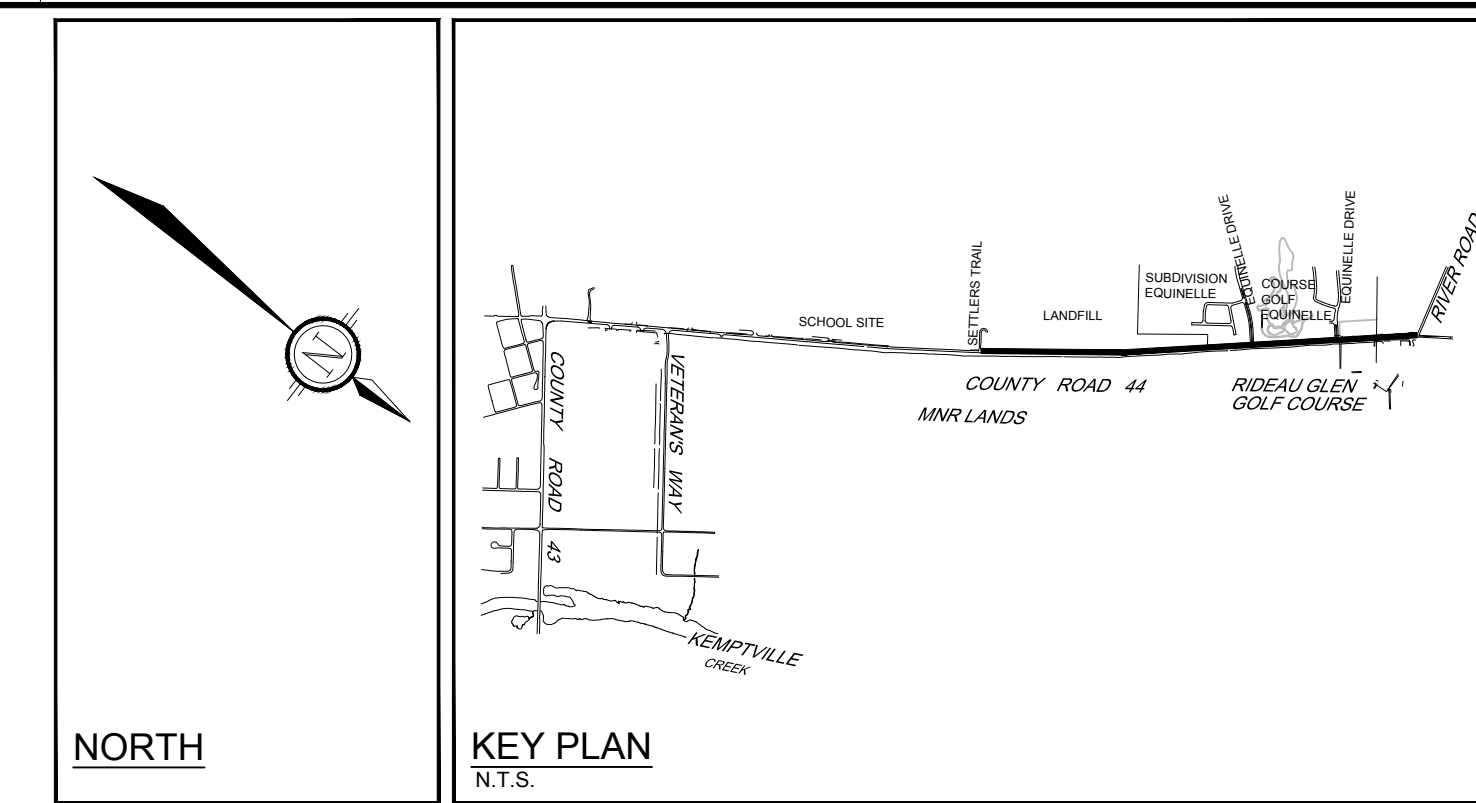 N
NORTH
KEY PLAN
N.T.S.
COUNTY ROAD 43
VETERAN'S WAY
SCHOOL SITE
SETTLERS TRAIL
LANDFILL
SUBDIVISION
EQUINELLE
EQUINELLE DRIVE
COURSE
GOLF
EQUINELLE
EQUINELLE DRIVE
RIVER ROAD
COUNTY ROAD 44
MNR LANDS
RIDEAU GLEN
GOLF COURSE
KEMPTVILLE
CREEK